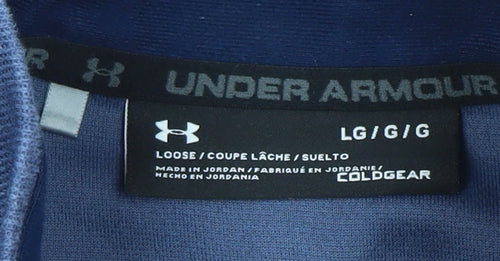 R UNDER ARMOUR
LG/G/G
LOOSE/COUPE LÂCHE/SUELTO
MADE IN JORDAN/FABRIQUÉ EN JORDANIE/
HECHO EN JORDANIA
COLDGEAR